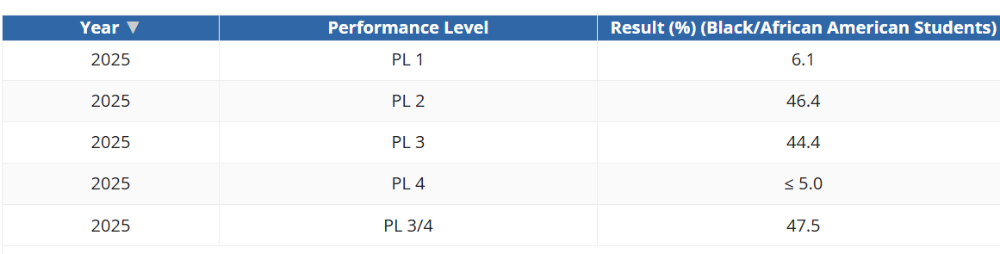 Year ▼ Performance Level Result (%) (Black/African American Students)
2025 PL 1 6.1
2025 PL 2 46.4
2025 PL 3 44.4
2025 PL 4 ≤ 5.0
2025 PL 3/4 47.5